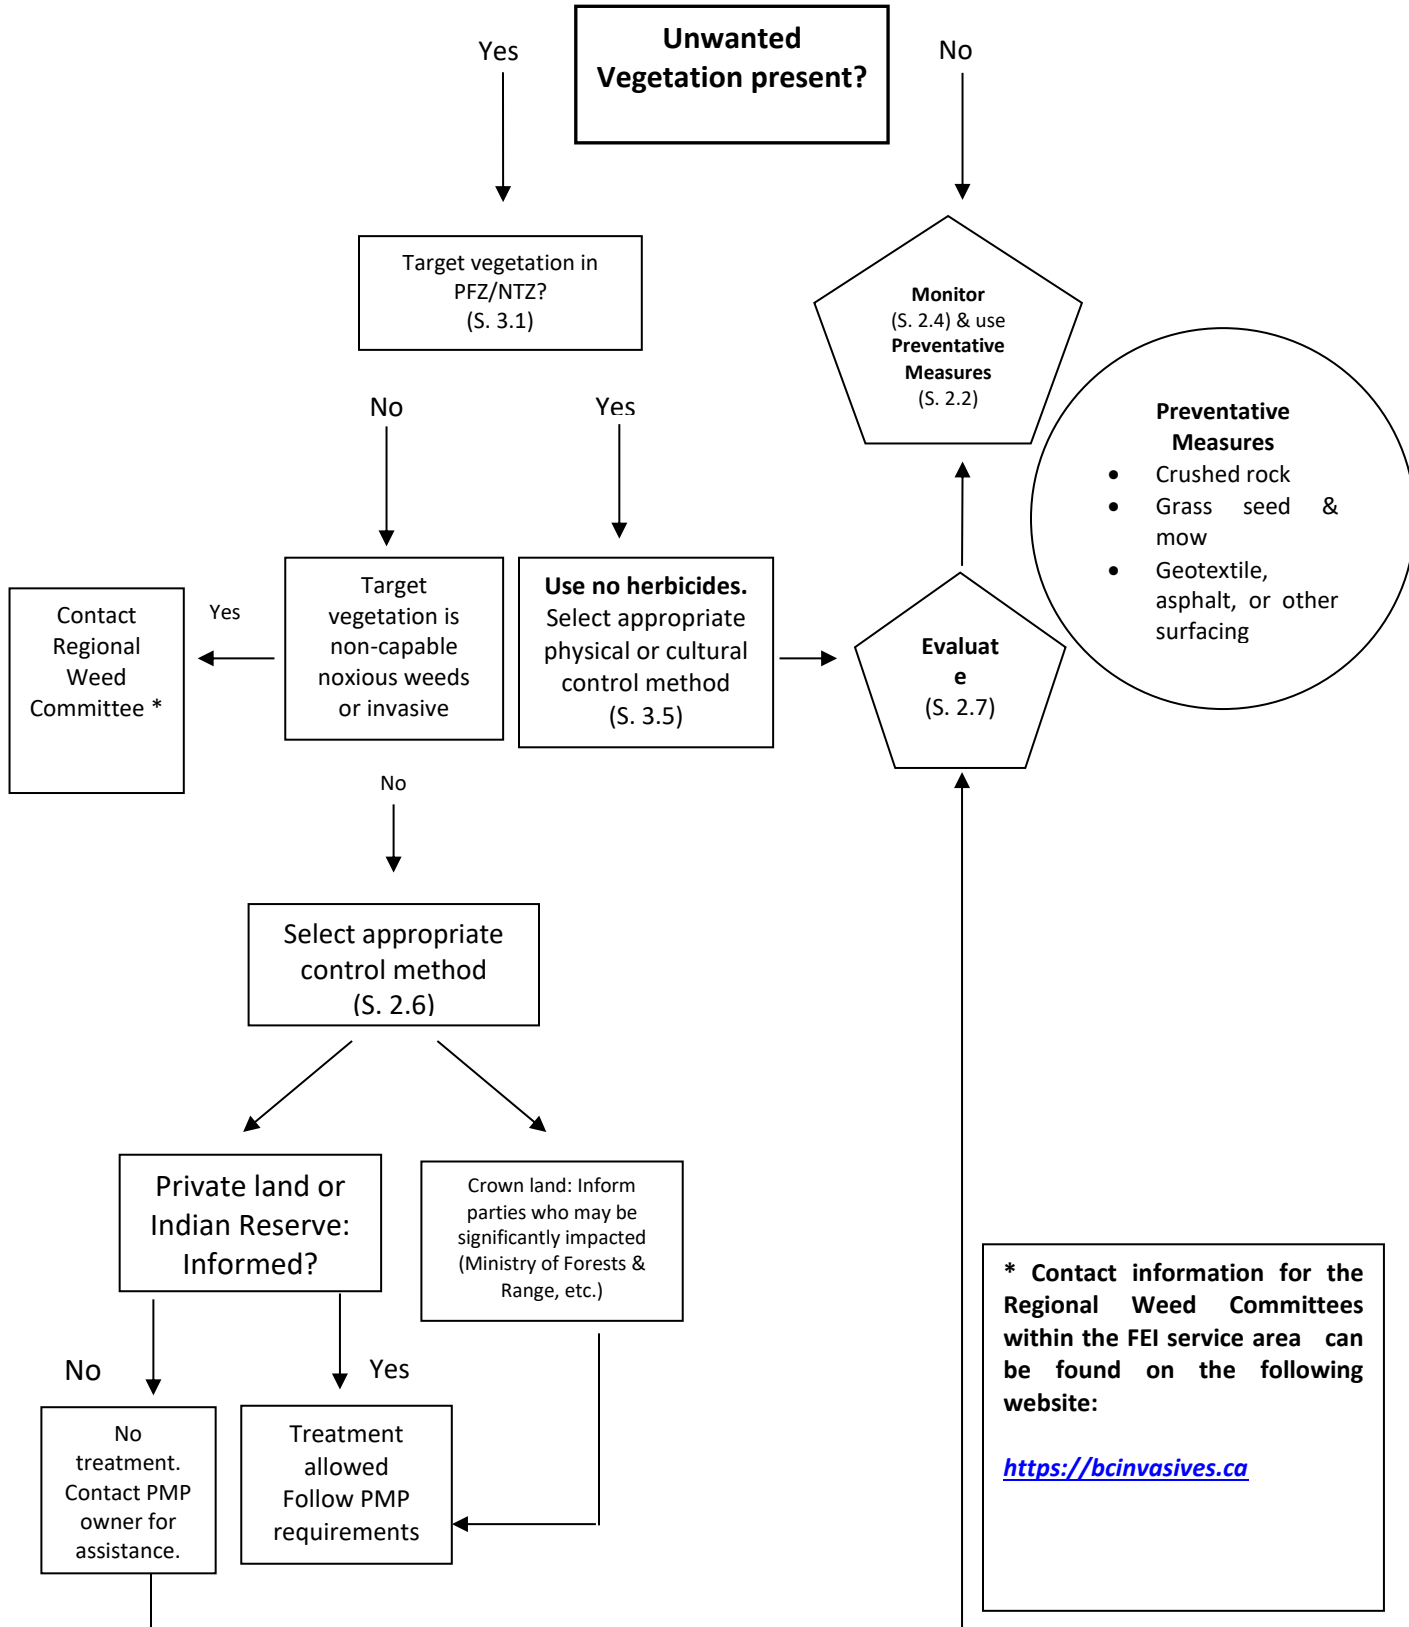 Unwanted
Vegetation present?
Yes
No
Target vegetation in
PFZ/NTZ?
(S. 3.1)
Monitor
(S. 2.4) & use
Preventative
Measures
(S. 2.2)
Preventative
Measures
• Crushed rock
• Grass seed &
mow
• Geotextile,
asphalt, or other
surfacing
No
Yes
Contact
Regional
Weed
Committee *
Yes
Target
vegetation is
non-capable
noxious weeds
or invasive
Use no herbicides.
Select appropriate
physical or cultural
control method
(S. 3.5)
Evaluat
e
(S. 2.7)
No
Select appropriate
control method
(S. 2.6)
Private land or
Indian Reserve:
Informed?
Crown land: Inform
parties who may be
significantly impacted
(Ministry of Forests &
Range, etc.)
No
Yes
No
treatment.
Contact PMP
owner for
assistance.
Treatment
allowed
Follow PMP
requirements
* Contact information for the
Regional Weed Committees
within the FEI service area can
be found on the following
website:
https://bcinvasives.ca